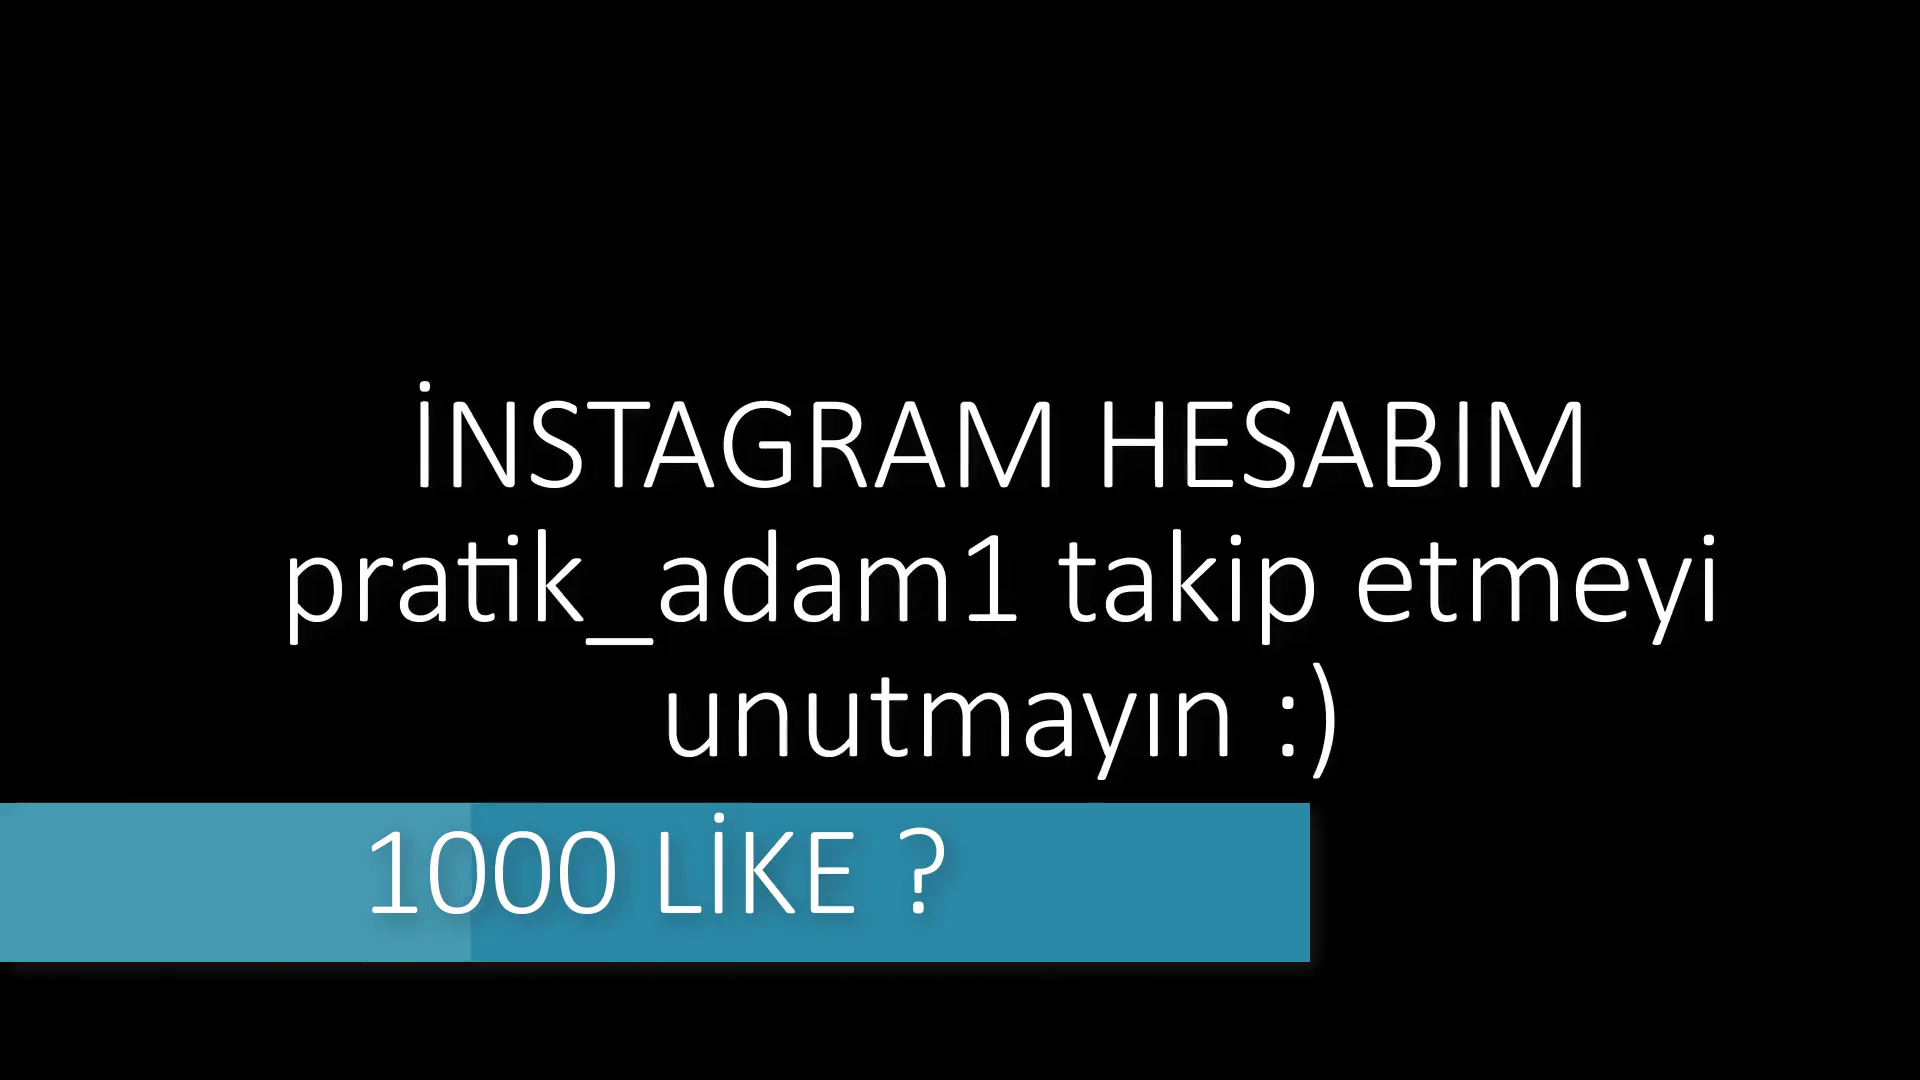 İNSTAGRAM HESABIM
pratik_adam1 takip etmeyi
unutmayın :)
1000 LİKE ?